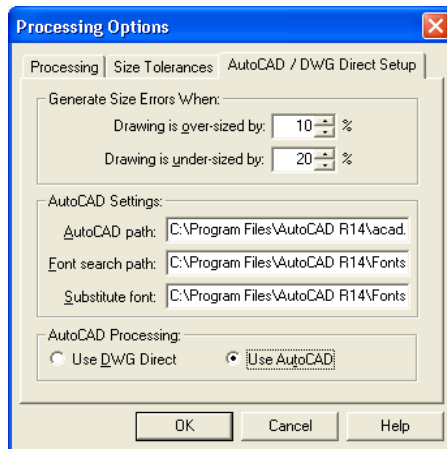 Processing Options
Processing Size Tolerances AutoCAD / DWG Direct Setup
Generate Size Errors When:
Drawing is over-sized by: 10 %
Drawing is under-sized by: 20 %
AutoCAD Settings:
AutoCAD path: C:\Program Files\AutoCAD R14\acad.
Font search path: C:\Program Files\AutoCAD R14\Fonts
Substitute font: C:\Program Files\AutoCAD R14\Fonts
AutoCAD Processing:
Use DWG Direct Use AutoCAD
OK Cancel Help